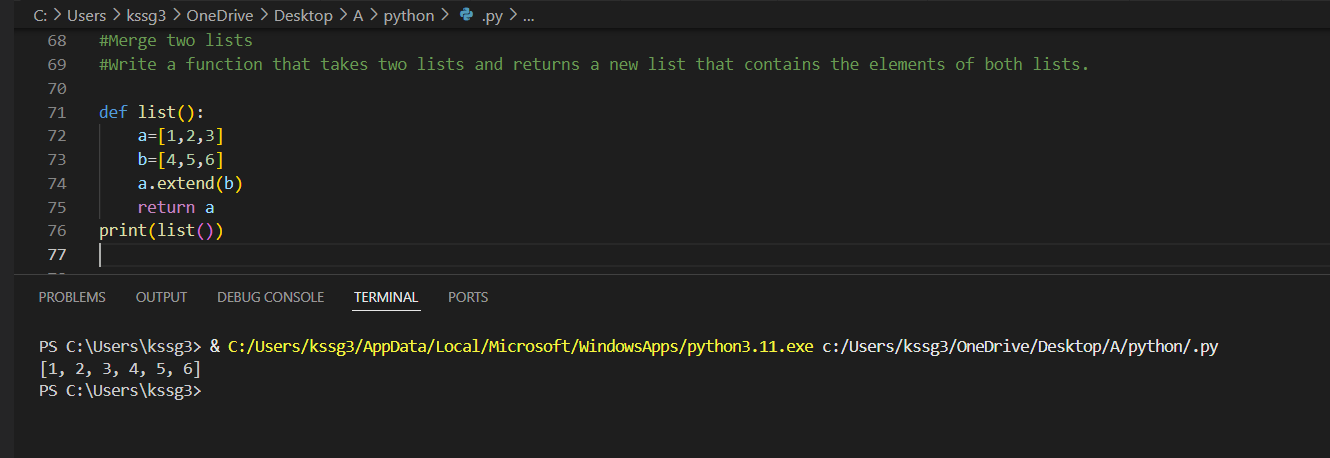 C: > Users > kssg3 > OneDrive > Desktop > A > python > .py > ...
68 #Merge two lists
69 #Write a function that takes two lists and returns a new list that contains the elements of both lists.
70
71 def list():
72     a=[1,2,3]
73     b=[4,5,6]
74     a.extend(b)
75     return a
76 print(list())
77
PROBLEMS OUTPUT DEBUG CONSOLE TERMINAL PORTS
PS C:\Users\kssg3> & C:/Users/kssg3/AppData/Local/Microsoft/WindowsApps/python3.11.exe c:/Users/kssg3/OneDrive/Desktop/A/python/.py
[1, 2, 3, 4, 5, 6]
PS C:\Users\kssg3>